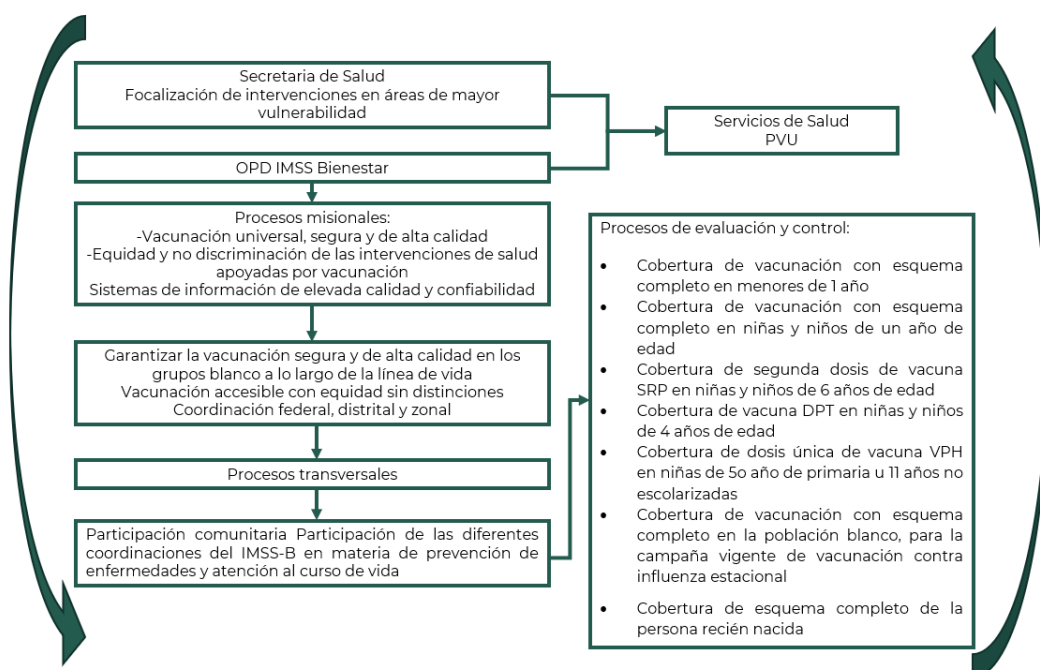 Secretaria de Salud
Focalización de intervenciones en áreas de mayor
vulnerabilidad
Servicios de Salud
PVU
OPD IMSS Bienestar
Procesos misionales:
-Vacunación universal, segura y de alta calidad
-Equidad y no discriminación de las intervenciones de salud
apoyadas por vacunación
Sistemas de información de elevada calidad y confiabilidad
Garantizar la vacunación segura y de alta calidad en los
grupos blanco a lo largo de la línea de vida
Vacunación accesible con equidad sin distinciones
Coordinación federal, distrital y zonal
Procesos transversales
Participación comunitaria Participación de las diferentes
coordinaciones del IMSS-B en materia de prevención de
enfermedades y atención al curso de vida
Procesos de evaluación y control:
• Cobertura de vacunación con esquema
completo en menores de 1 año
• Cobertura de vacunación con esquema
completo en niñas y niños de un año de
edad
• Cobertura de segunda dosis de vacuna
SRP en niñas y niños de 6 años de edad
• Cobertura de vacuna DPT en niñas y niños
de 4 años de edad
• Cobertura de dosis única de vacuna VPH
en niñas de 5o año de primaria u 11 años no
escolarizadas
• Cobertura de vacunación con esquema
completo en la población blanco, para la
campaña vigente de vacunación contra
influenza estacional
• Cobertura de esquema completo de la
persona recién nacida